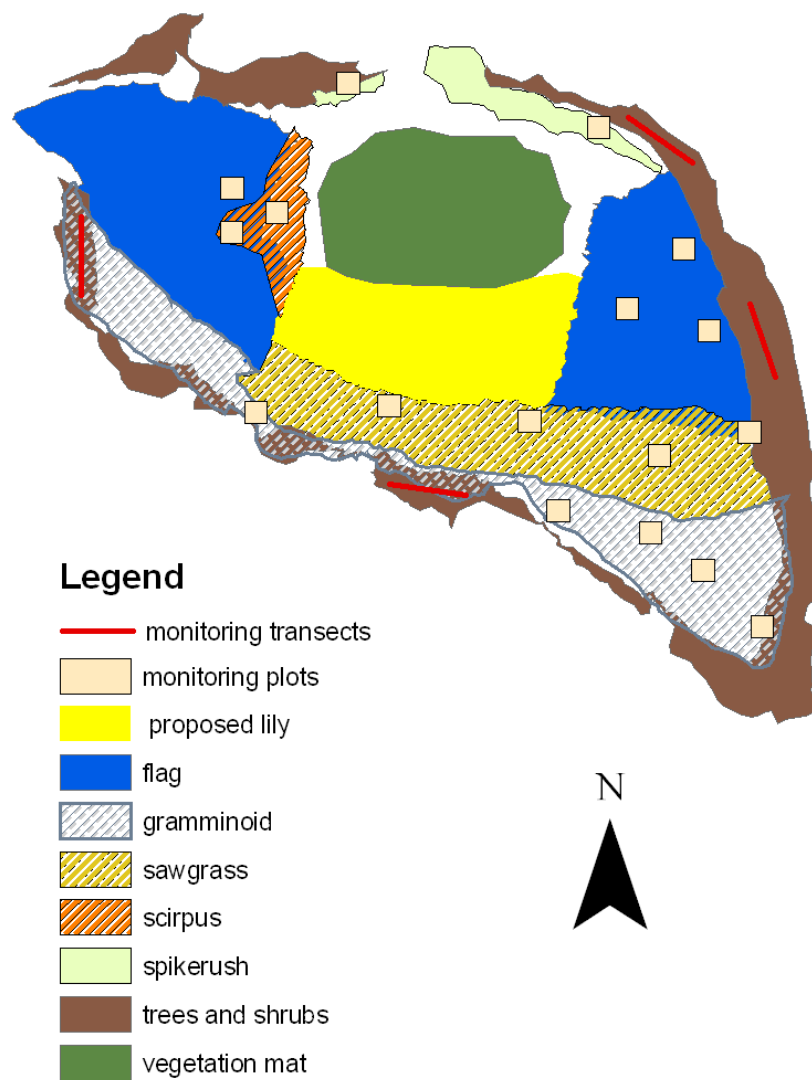 Legend
monitoring transects
monitoring plots
proposed lily
flag
N
gramminoid
sawgrass
scirpus
spikerush
trees and shrubs
vegetation mat